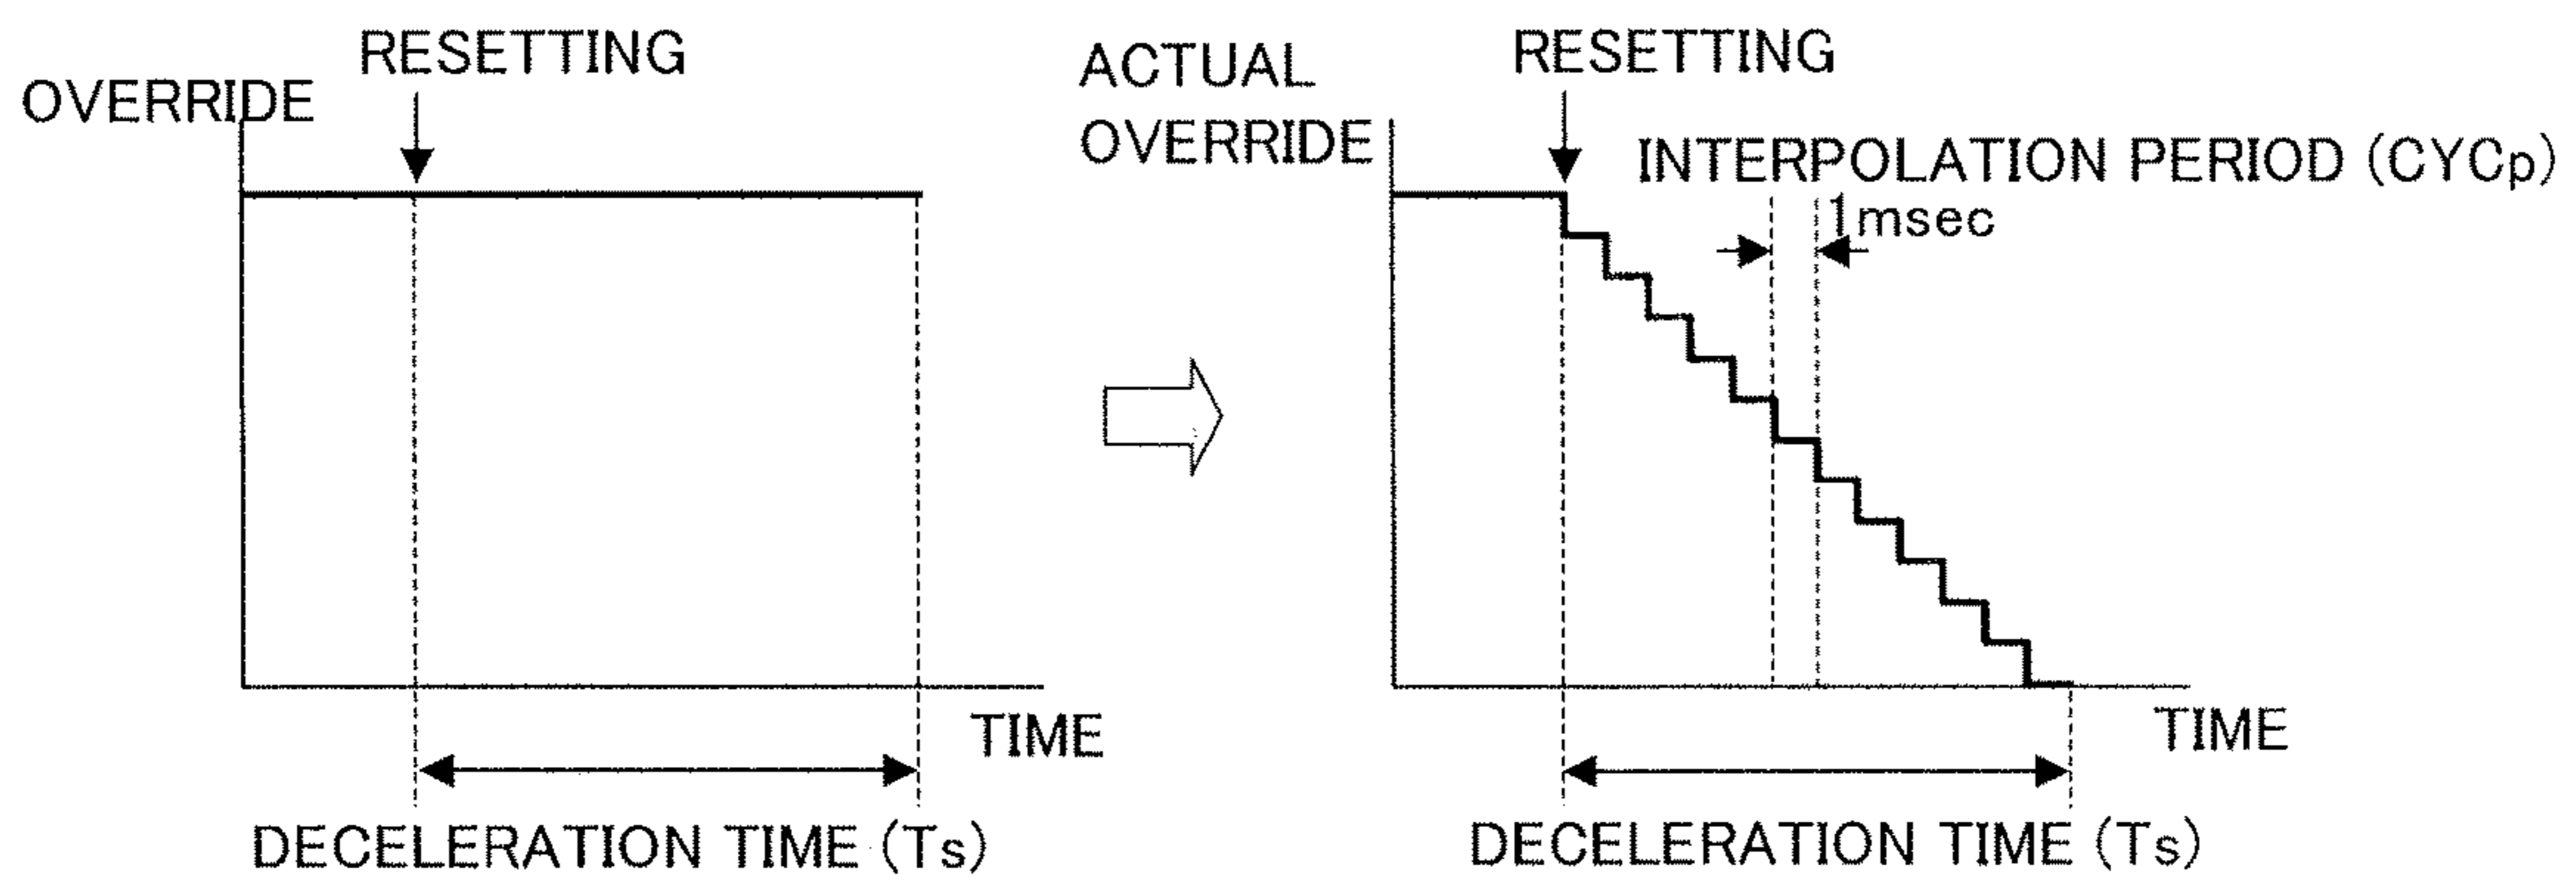 RESETTING
OVERRIDE
TIME
DECELERATION TIME (Ts)
ACTUAL
OVERRIDE
RESETTING
INTERPOLATION PERIOD (CYCp)
1msec
TIME
DECELERATION TIME (Ts)